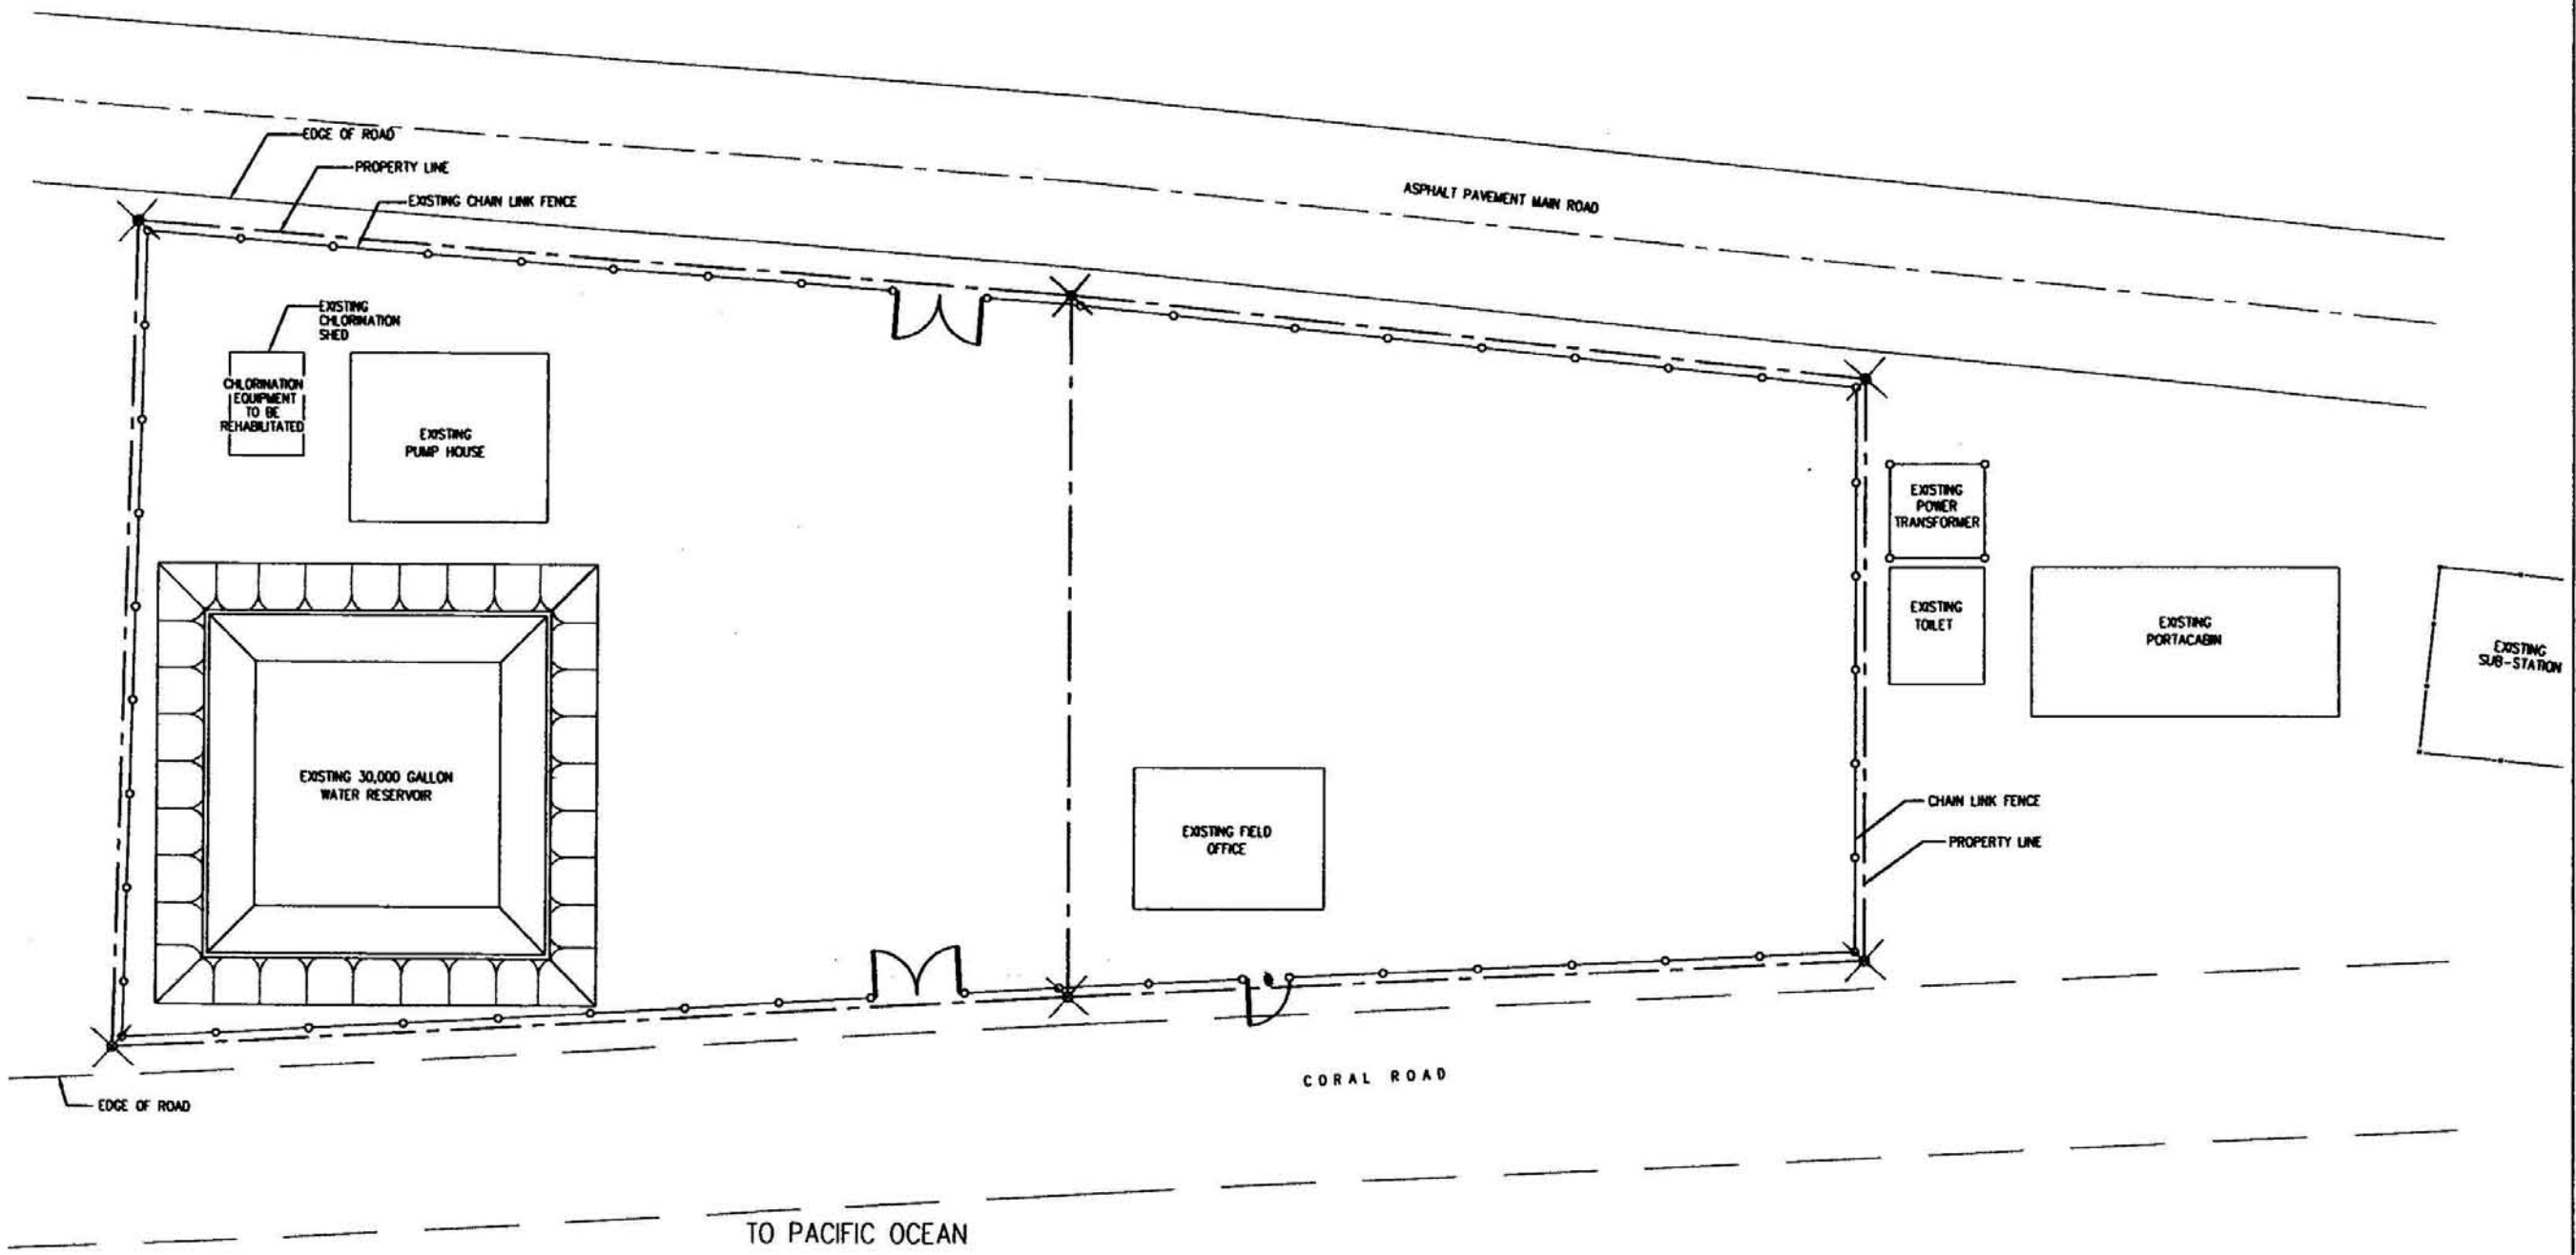 EDGE OF ROAD
PROPERTY LINE
EXISTING CHAIN LINK FENCE
ASPHALT PAVEMENT MAIN ROAD
EXISTING
CHLORINATION
SHED
CHLORINATION
EQUIPMENT
TO BE
REHABILITATED
EXISTING
PUMP HOUSE
EXISTING
POWER
TRANSFORMER
EXISTING
TOILET
EXISTING
PORTACABIN
EXISTING
SUB-STATION
EXISTING 30,000 GALLON
WATER RESERVOIR
EXISTING FIELD
OFFICE
CHAIN LINK FENCE
PROPERTY LINE
CORAL ROAD
EDGE OF ROAD
TO PACIFIC OCEAN